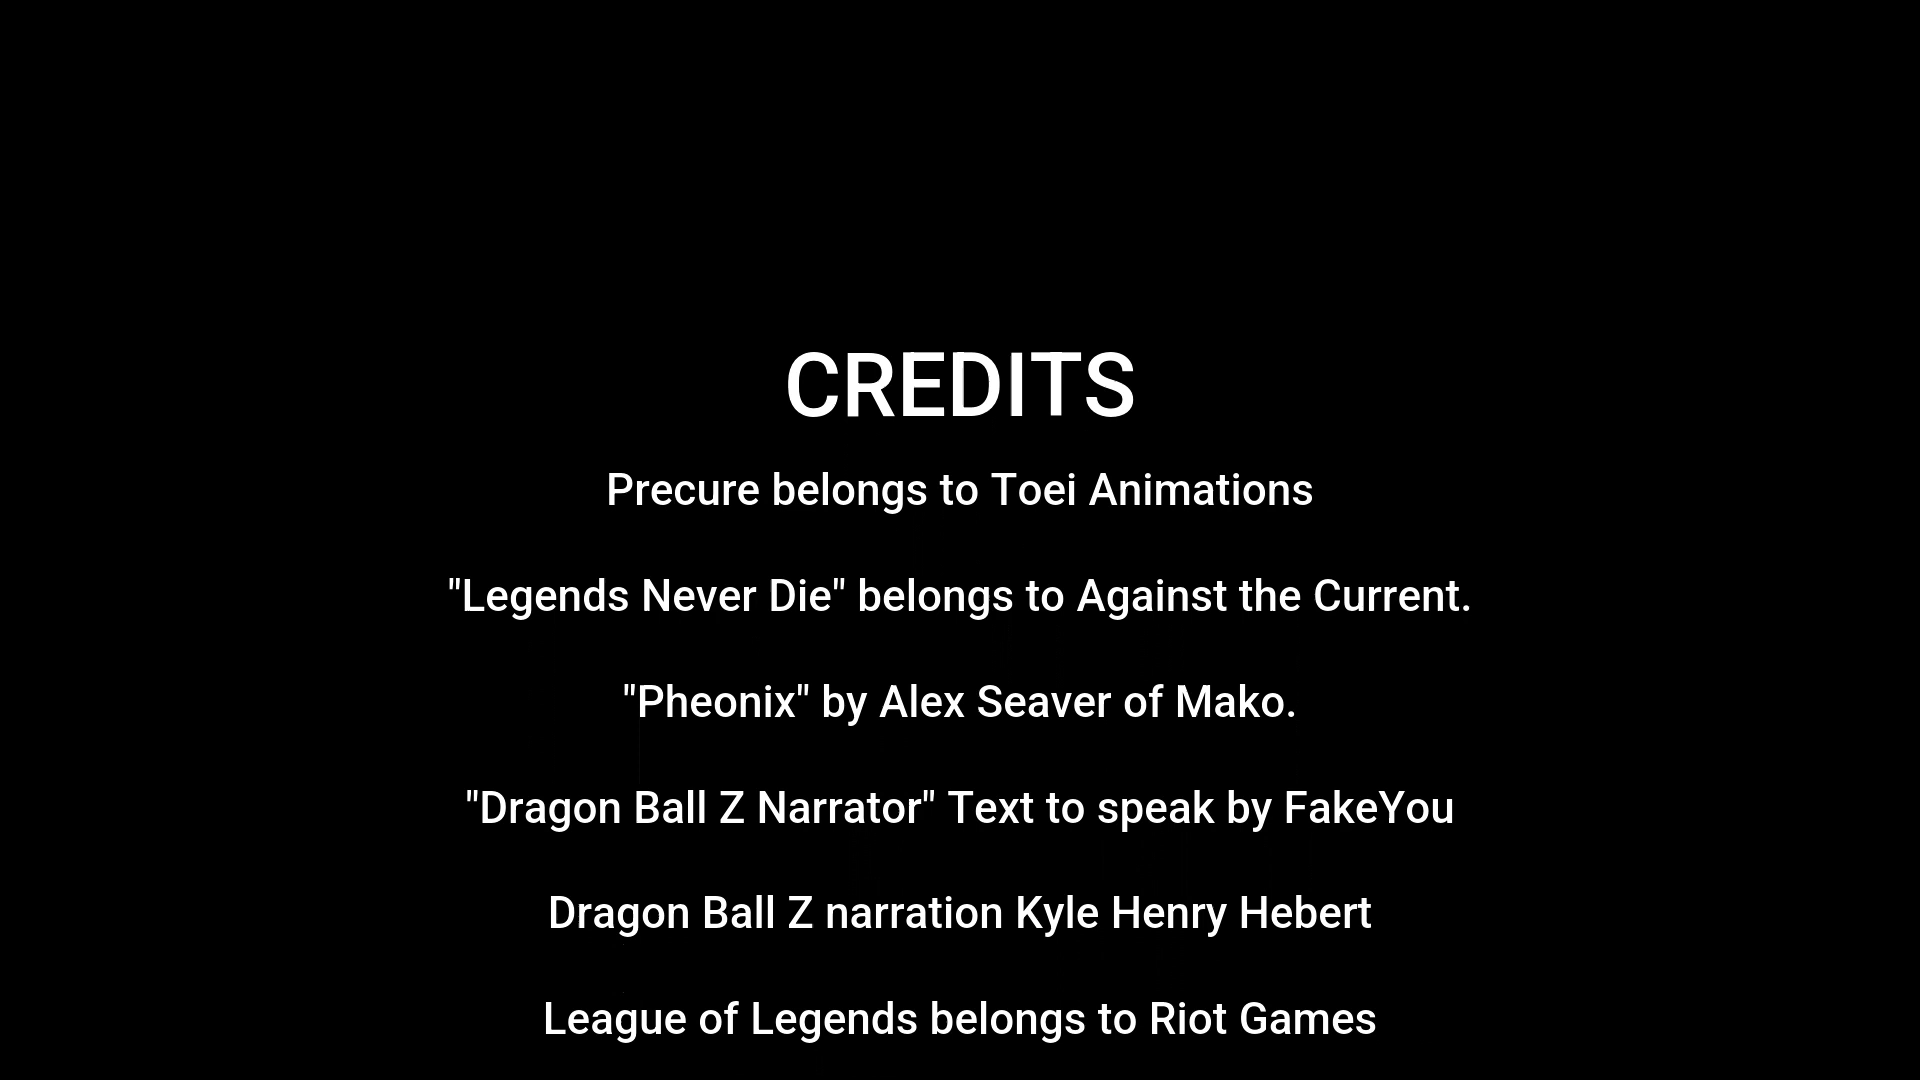 CREDITS
Precure belongs to Toei Animations
"Legends Never Die" belongs to Against the Current.
"Pheonix" by Alex Seaver of Mako.
"Dragon Ball Z Narrator" Text to speak by FakeYou
Dragon Ball Z narration Kyle Henry Hebert
League of Legends belongs to Riot Games